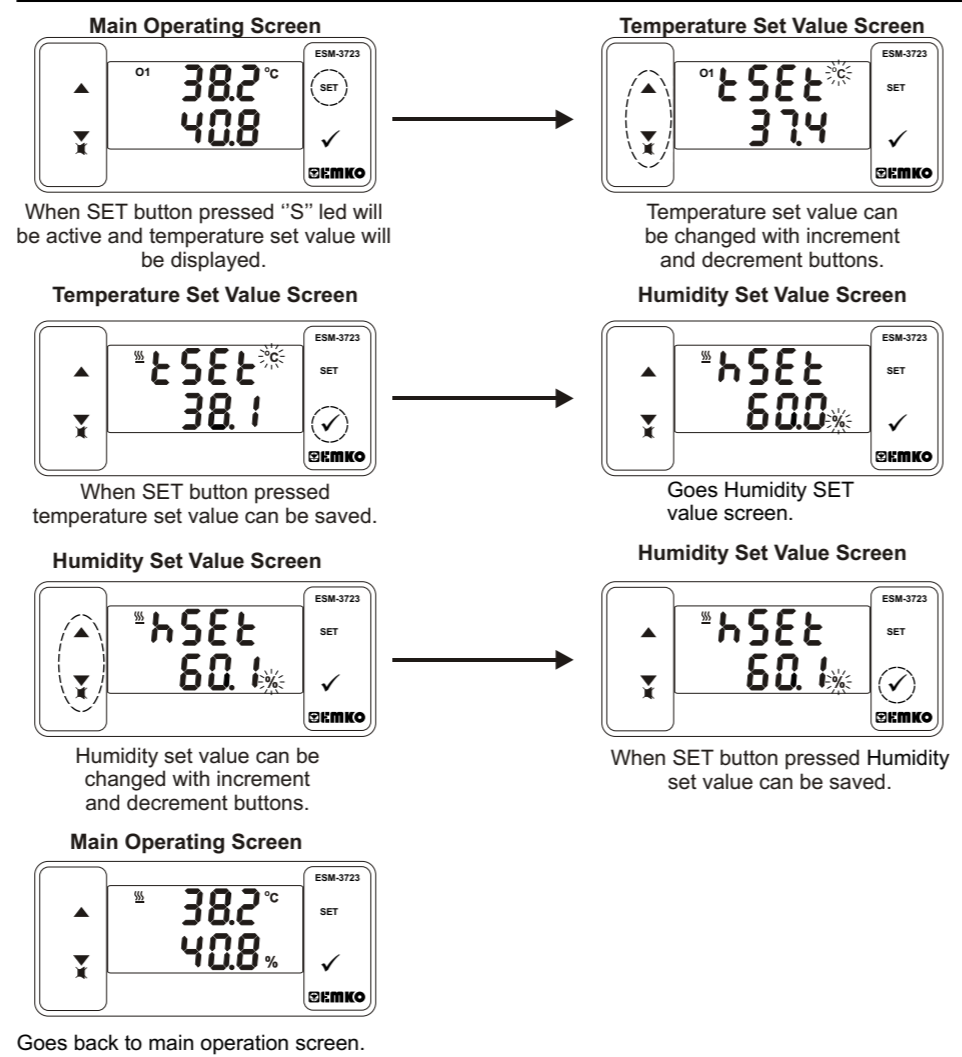 Main Operating Screen
ESM-3723
O1 38.2 °C
SET
40.8
EMKO
When SET button pressed ‘‘S’’ led will
be active and temperature set value will
be displayed.
Temperature Set Value Screen
ESM-3723
O1 tSEt °C
SET
37.4
EMKO
Temperature set value can
be changed with increment
and decrement buttons.
Temperature Set Value Screen
ESM-3723
tSEt °C
SET
38.1
✓
EMKO
When SET button pressed
temperature set value can be saved.
Humidity Set Value Screen
ESM-3723
hSEt
SET
60.0 %
EMKO
Goes Humidity SET
value screen.
Humidity Set Value Screen
ESM-3723
hSEt
SET
60.1 %
EMKO
Humidity set value can be
changed with increment
and decrement buttons.
Humidity Set Value Screen
ESM-3723
hSEt
SET
60.1 %
EMKO
When SET button pressed Humidity
set value can be saved.
Main Operating Screen
ESM-3723
38.2 °C
SET
40.8 %
EMKO
Goes back to main operation screen.